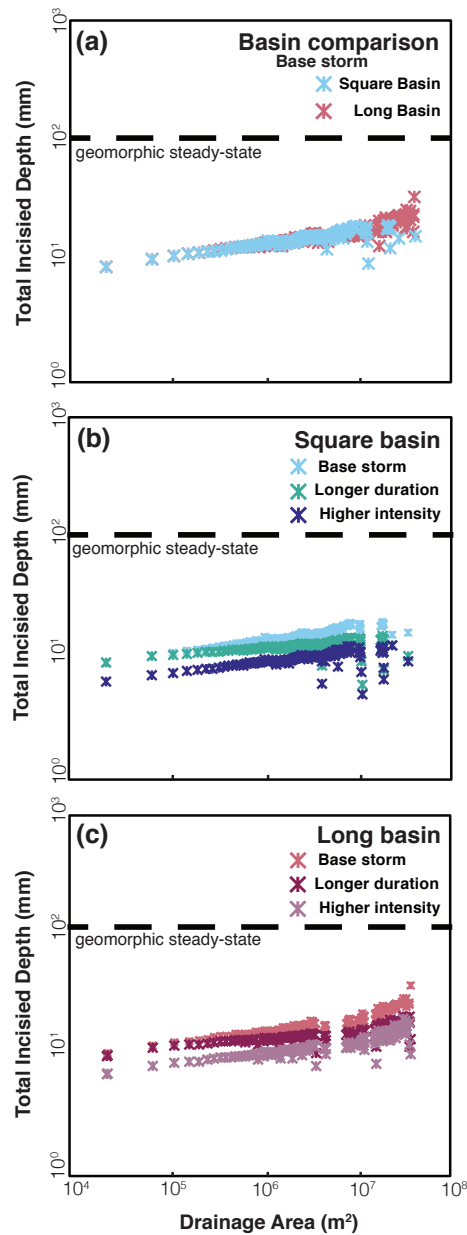 (a)
Basin comparison
Base storm
Square Basin
Long Basin
geomorphic steady-state
Total Incisied Depth (mm)
10³
10²
10¹
10⁰
(b)
Square basin
Base storm
Longer duration
Higher intensity
geomorphic steady-state
Total Incisied Depth (mm)
10³
10²
10¹
10⁰
(c)
Long basin
Base storm
Longer duration
Higher intensity
geomorphic steady-state
Total Incisied Depth (mm)
10³
10²
10¹
10⁰
10⁴ 10⁵ 10⁶ 10⁷ 10⁸
Drainage Area (m²)